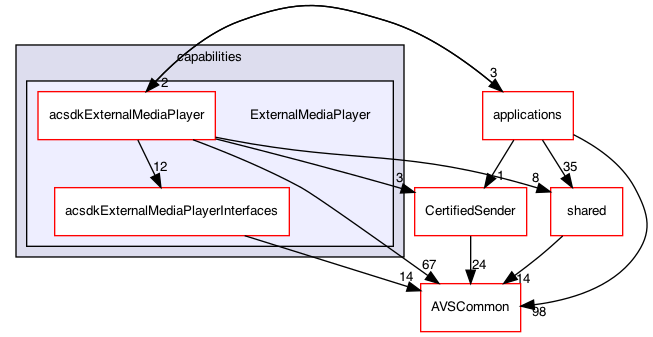 capabilities
2
3
acsdkExternalMediaPlayer
ExternalMediaPlayer
applications
12
3
1
8
35
acsdkExternalMediaPlayerInterfaces
CertifiedSender
shared
14
67
24
14
98
AVSCommon